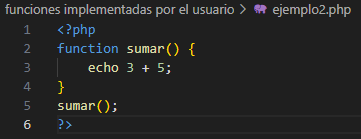 funciones implementadas por el usuario > ejemplo2.php
1 <?php
2 function sumar() {
3     echo 3 + 5;
4 }
5 sumar();
6 ?>